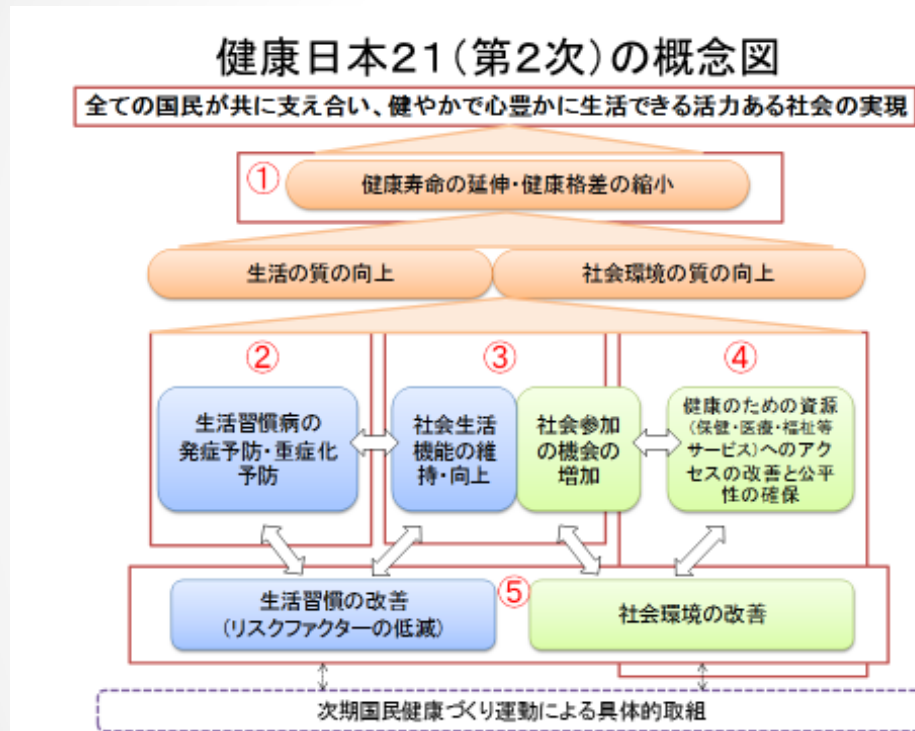 健康日本21(第2次)の概念図
全ての国民が共に支え合い、健やかで心豊かに生活できる活力ある社会の実現
①
健康寿命の延伸・健康格差の縮小
生活の質の向上
社会環境の質の向上
②
③
④
生活習慣病の
発症予防・重症化
予防
社会生活
機能の維
持・向上
社会参加
の機会の
増加
健康のための資源
(保健・医療・福祉等
サービス)へのアク
セスの改善と公平
性の確保
⑤
生活習慣の改善
(リスクファクターの低減)
社会環境の改善
次期国民健康づくり運動による具体的取組